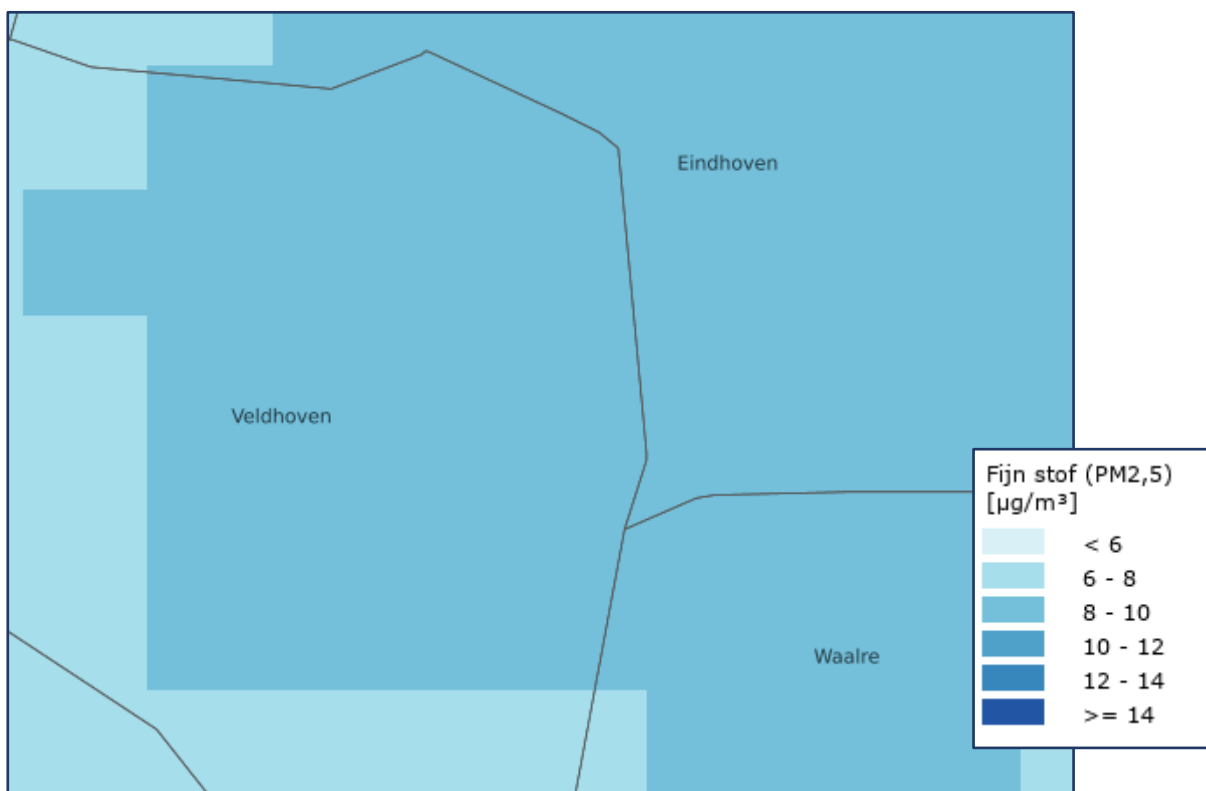 Eindhoven
Veldhoven
Waalre
Fijn stof (PM2,5)
[µg/m³]
< 6
6 - 8
8 - 10
10 - 12
12 - 14
>= 14